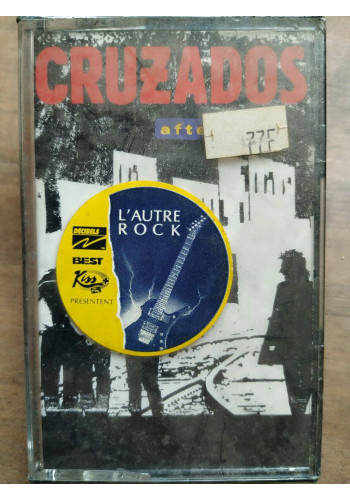 CRUZADOS
afte
77F
L'AUTRE
ROCK
DECIBELS
BEST
Kiss
PRESENTENT